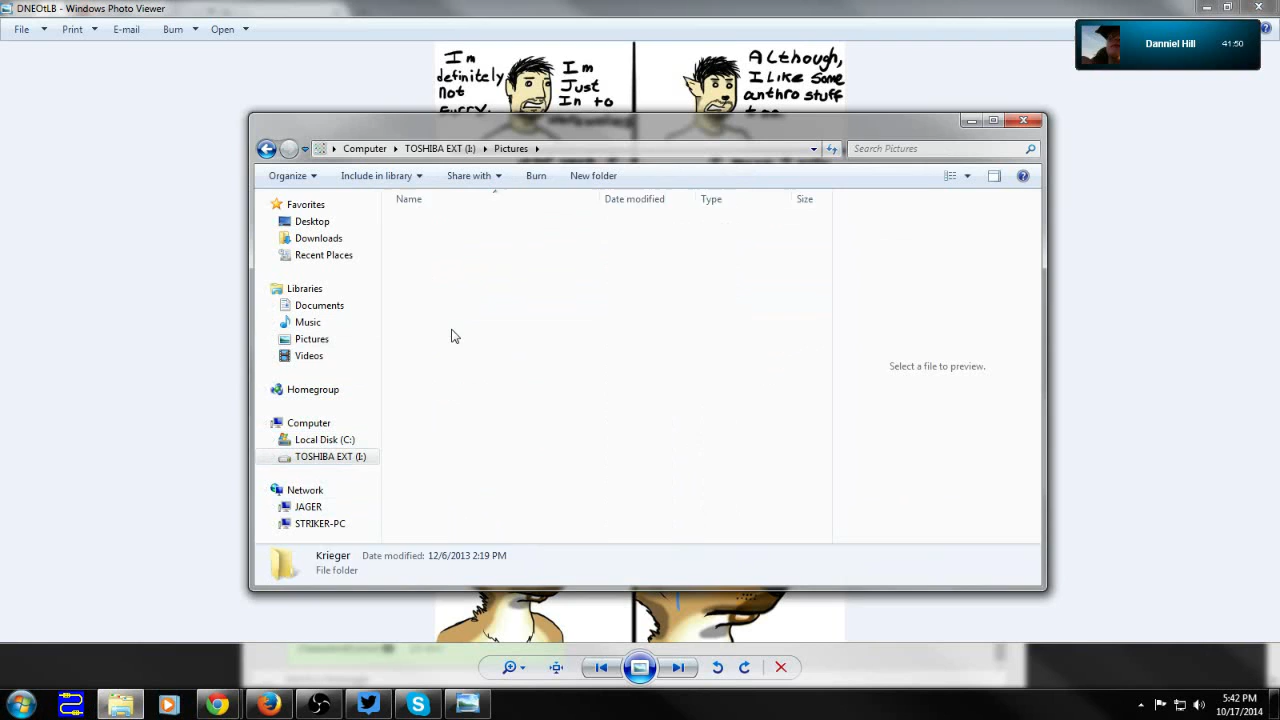 DNEOtLB - Windows Photo Viewer
File Print E-mail Burn Open
Danniel Hill 41:50
I'm
definitely
Not
furry.
I'm
Just
In to
Although,
I Like Some
anthro stuff
Computer TOSHIBA EXT (I:) Pictures
Search Pictures
Organize Include in library Share with Burn New folder
Name Date modified Type Size
Favorites
Desktop
Downloads
Recent Places
Libraries
Documents
Music
Pictures
Videos
Select a file to preview.
Homegroup
Computer
Local Disk (C:)
TOSHIBA EXT (I:)
Network
JAGER
STRIKER-PC
Krieger Date modified: 12/6/2013 2:19 PM
File folder
5:42 PM
10/17/2014